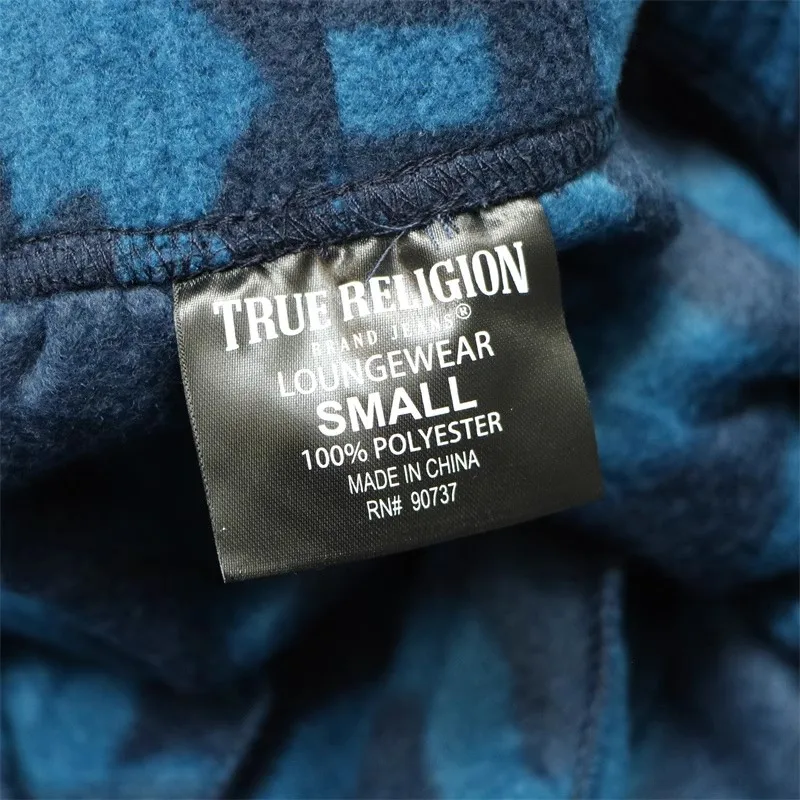 TRUE RELIGION
BRAND JEANS®
LOUNGEWEAR
SMALL
100% POLYESTER
MADE IN CHINA
RN# 90737